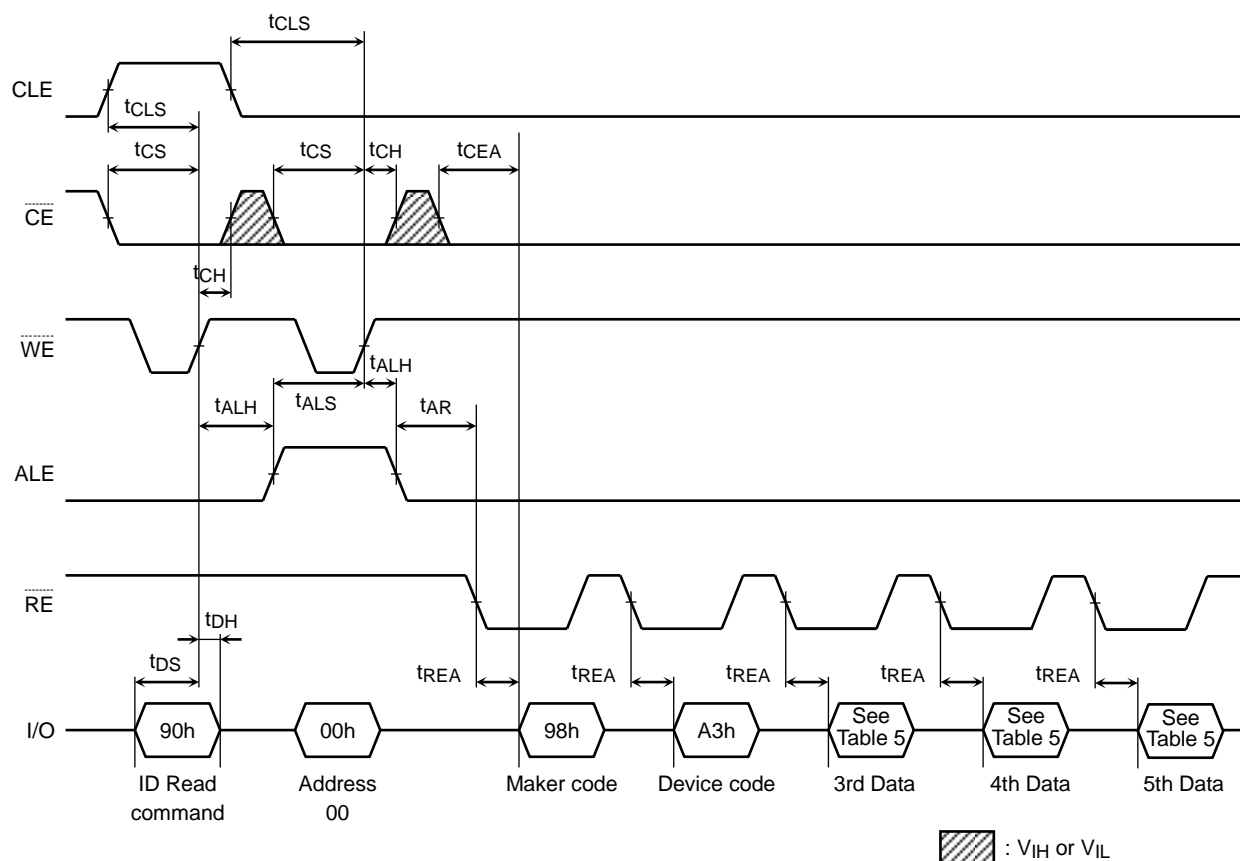 tCLS
CLE
tCLS
tCS
tCS
tCH
tCEA
CE
tCH
WE
tALH
tALH
tALS
tAR
ALE
RE
tDH
tDS
tREA
tREA
tREA
tREA
tREA
I/O
90h
00h
98h
A3h
See
Table 5
See
Table 5
See
Table 5
ID Read
command
Address
00
Maker code
Device code
3rd Data
4th Data
5th Data
: VIH or VIL